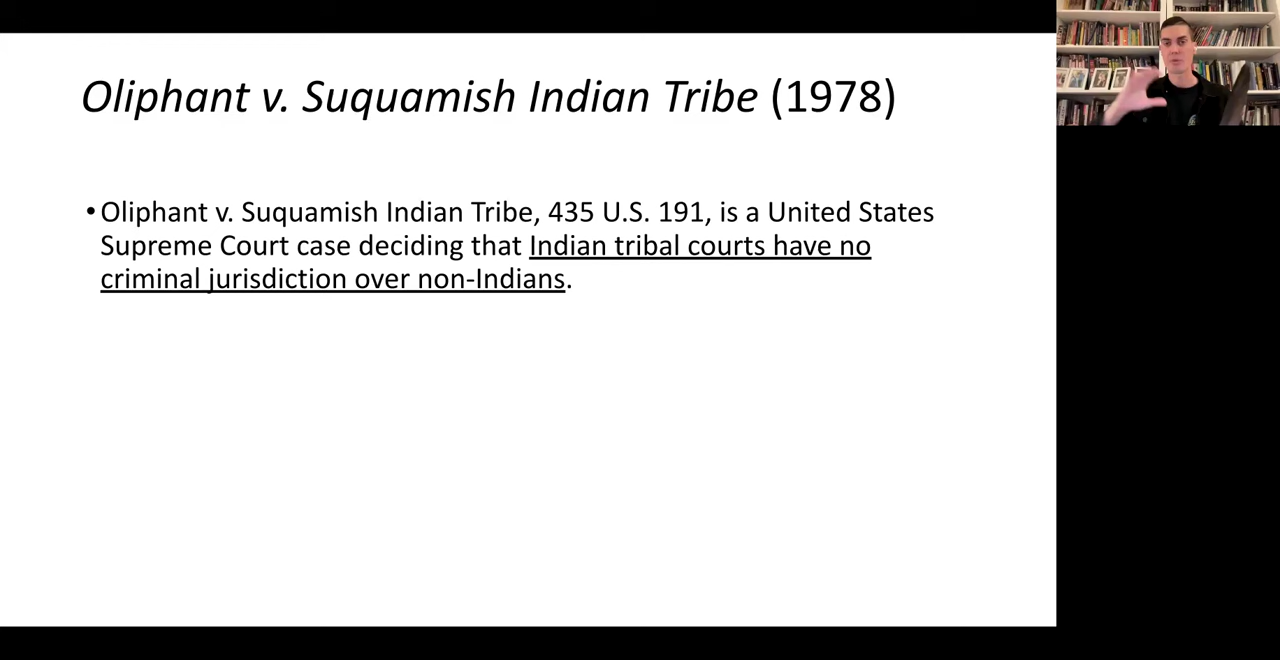 Oliphant v. Suquamish Indian Tribe (1978)
•Oliphant v. Suquamish Indian Tribe, 435 U.S. 191, is a United States
Supreme Court case deciding that Indian tribal courts have no
criminal jurisdiction over non-Indians.